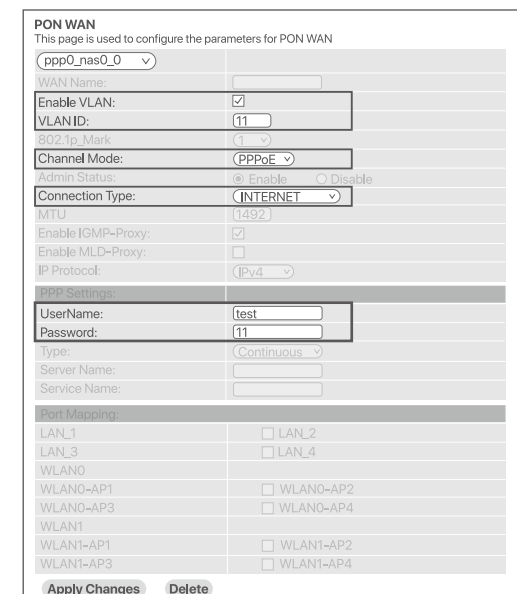 PON WAN
This page is used to configure the parameters for PON WAN
ppp0_nas0_0
WAN Name:
Enable VLAN:
VLAN ID: 11
802.1p_Mark 1
Channel Mode: PPPoE
Admin Status: Enable Disable
Connection Type: INTERNET
MTU 1492
Enable IGMP-Proxy:
Enable MLD-Proxy:
IP Protocol: IPv4
PPP Settings:
UserName: test
Password: 11
Type: Continuous
Server Name:
Service Name:
Port Mapping:
LAN_1 LAN_2
LAN_3 LAN_4
WLAN0
WLAN0-AP1 WLAN0-AP2
WLAN0-AP3 WLAN0-AP4
WLAN1
WLAN1-AP1 WLAN1-AP2
WLAN1-AP3 WLAN1-AP4
Apply Changes Delete